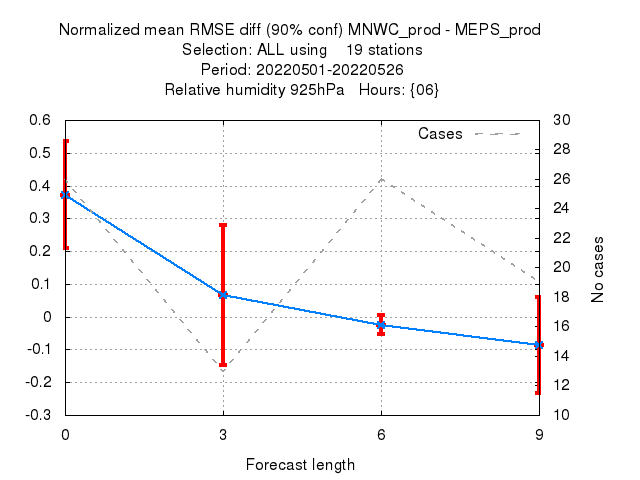 Normalized mean RMSE diff (90% conf) MNWC_prod - MEPS_prod
Selection: ALL using    19 stations
Period: 20220501-20220526
Relative humidity 925hPa   Hours: {06}
Cases
0.6
0.5
0.4
0.3
0.2
0.1
0
-0.1
-0.2
-0.3
30
28
26
24
22
20
18
16
14
12
10
No cases
0 3 6 9
Forecast length